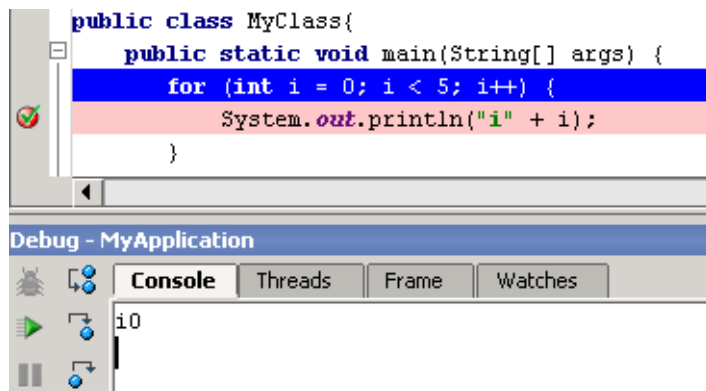 public class MyClass{
public static void main(String[] args) {
for (int i = 0; i < 5; i++) {
System.out.println("i" + i);
}
Debug - MyApplication
Console Threads Frame Watches
i0